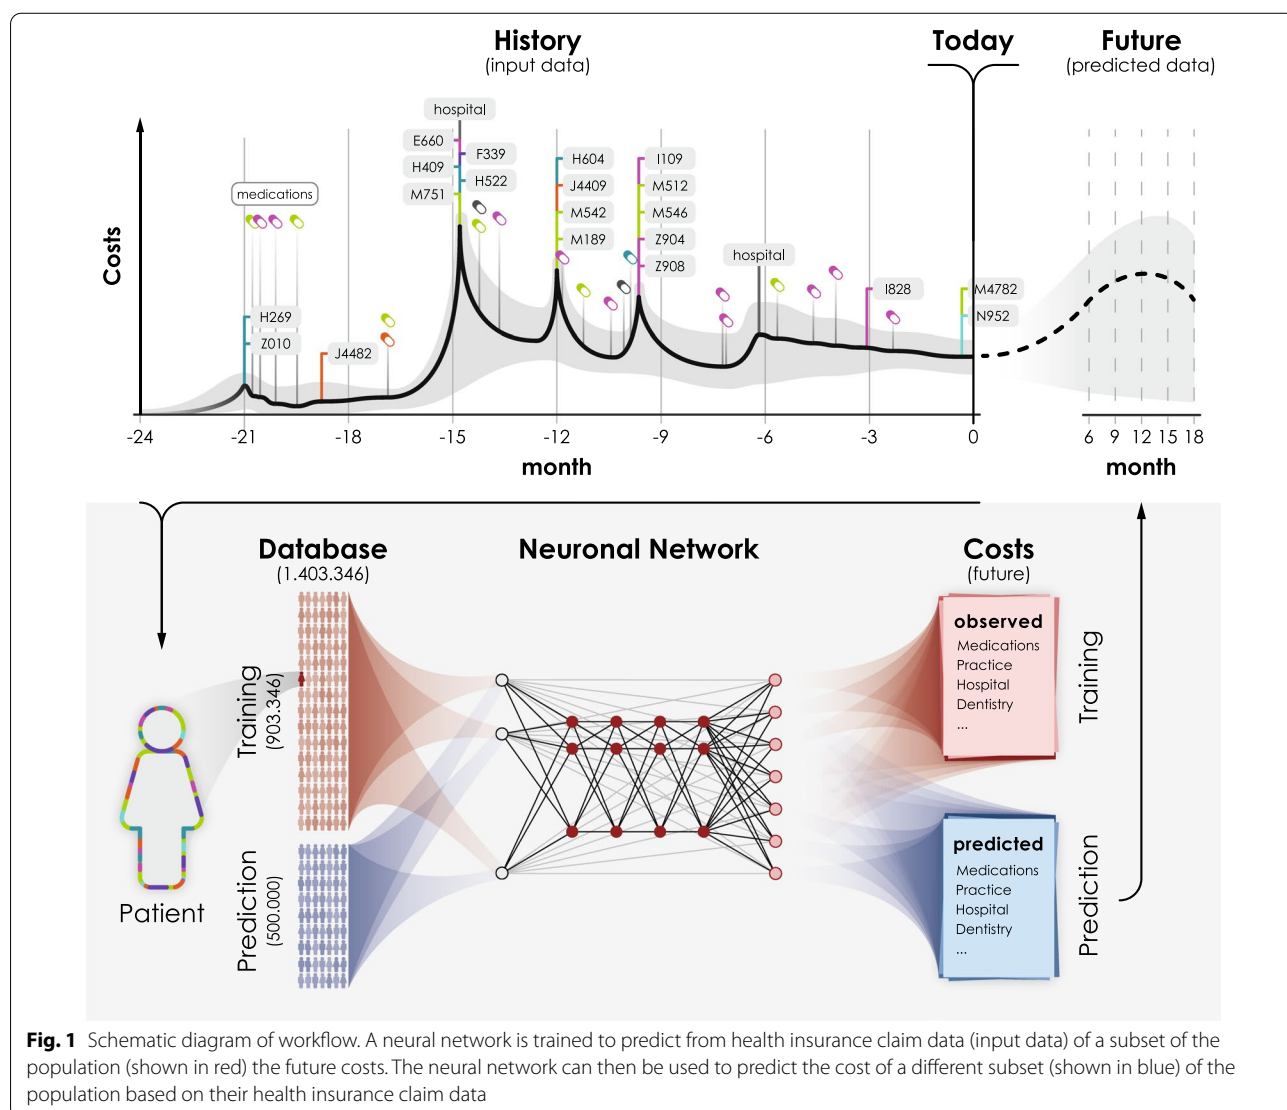 History
(input data)
Today
Future
(predicted data)
Costs
hospital
E660
F339
H409
H522
M751
medications
H269
Z010
J4482
H604
J4409
M542
M189
I109
M512
M546
Z904
Z908
hospital
I828
M4782
N952
-24 -21 -18 -15 -12 -9 -6 -3 0
6 9 12 15 18
month
month
Database
(1.403.346)
Neuronal Network
Costs
(future)
Training
(903.346)
Prediction
(500.000)
Patient
observed
Medications
Practice
Hospital
Dentistry
...
Training
predicted
Medications
Practice
Hospital
Dentistry
...
Prediction
Fig. 1 Schematic diagram of workflow. A neural network is trained to predict from health insurance claim data (input data) of a subset of the
population (shown in red) the future costs. The neural network can then be used to predict the cost of a different subset (shown in blue) of the
population based on their health insurance claim data